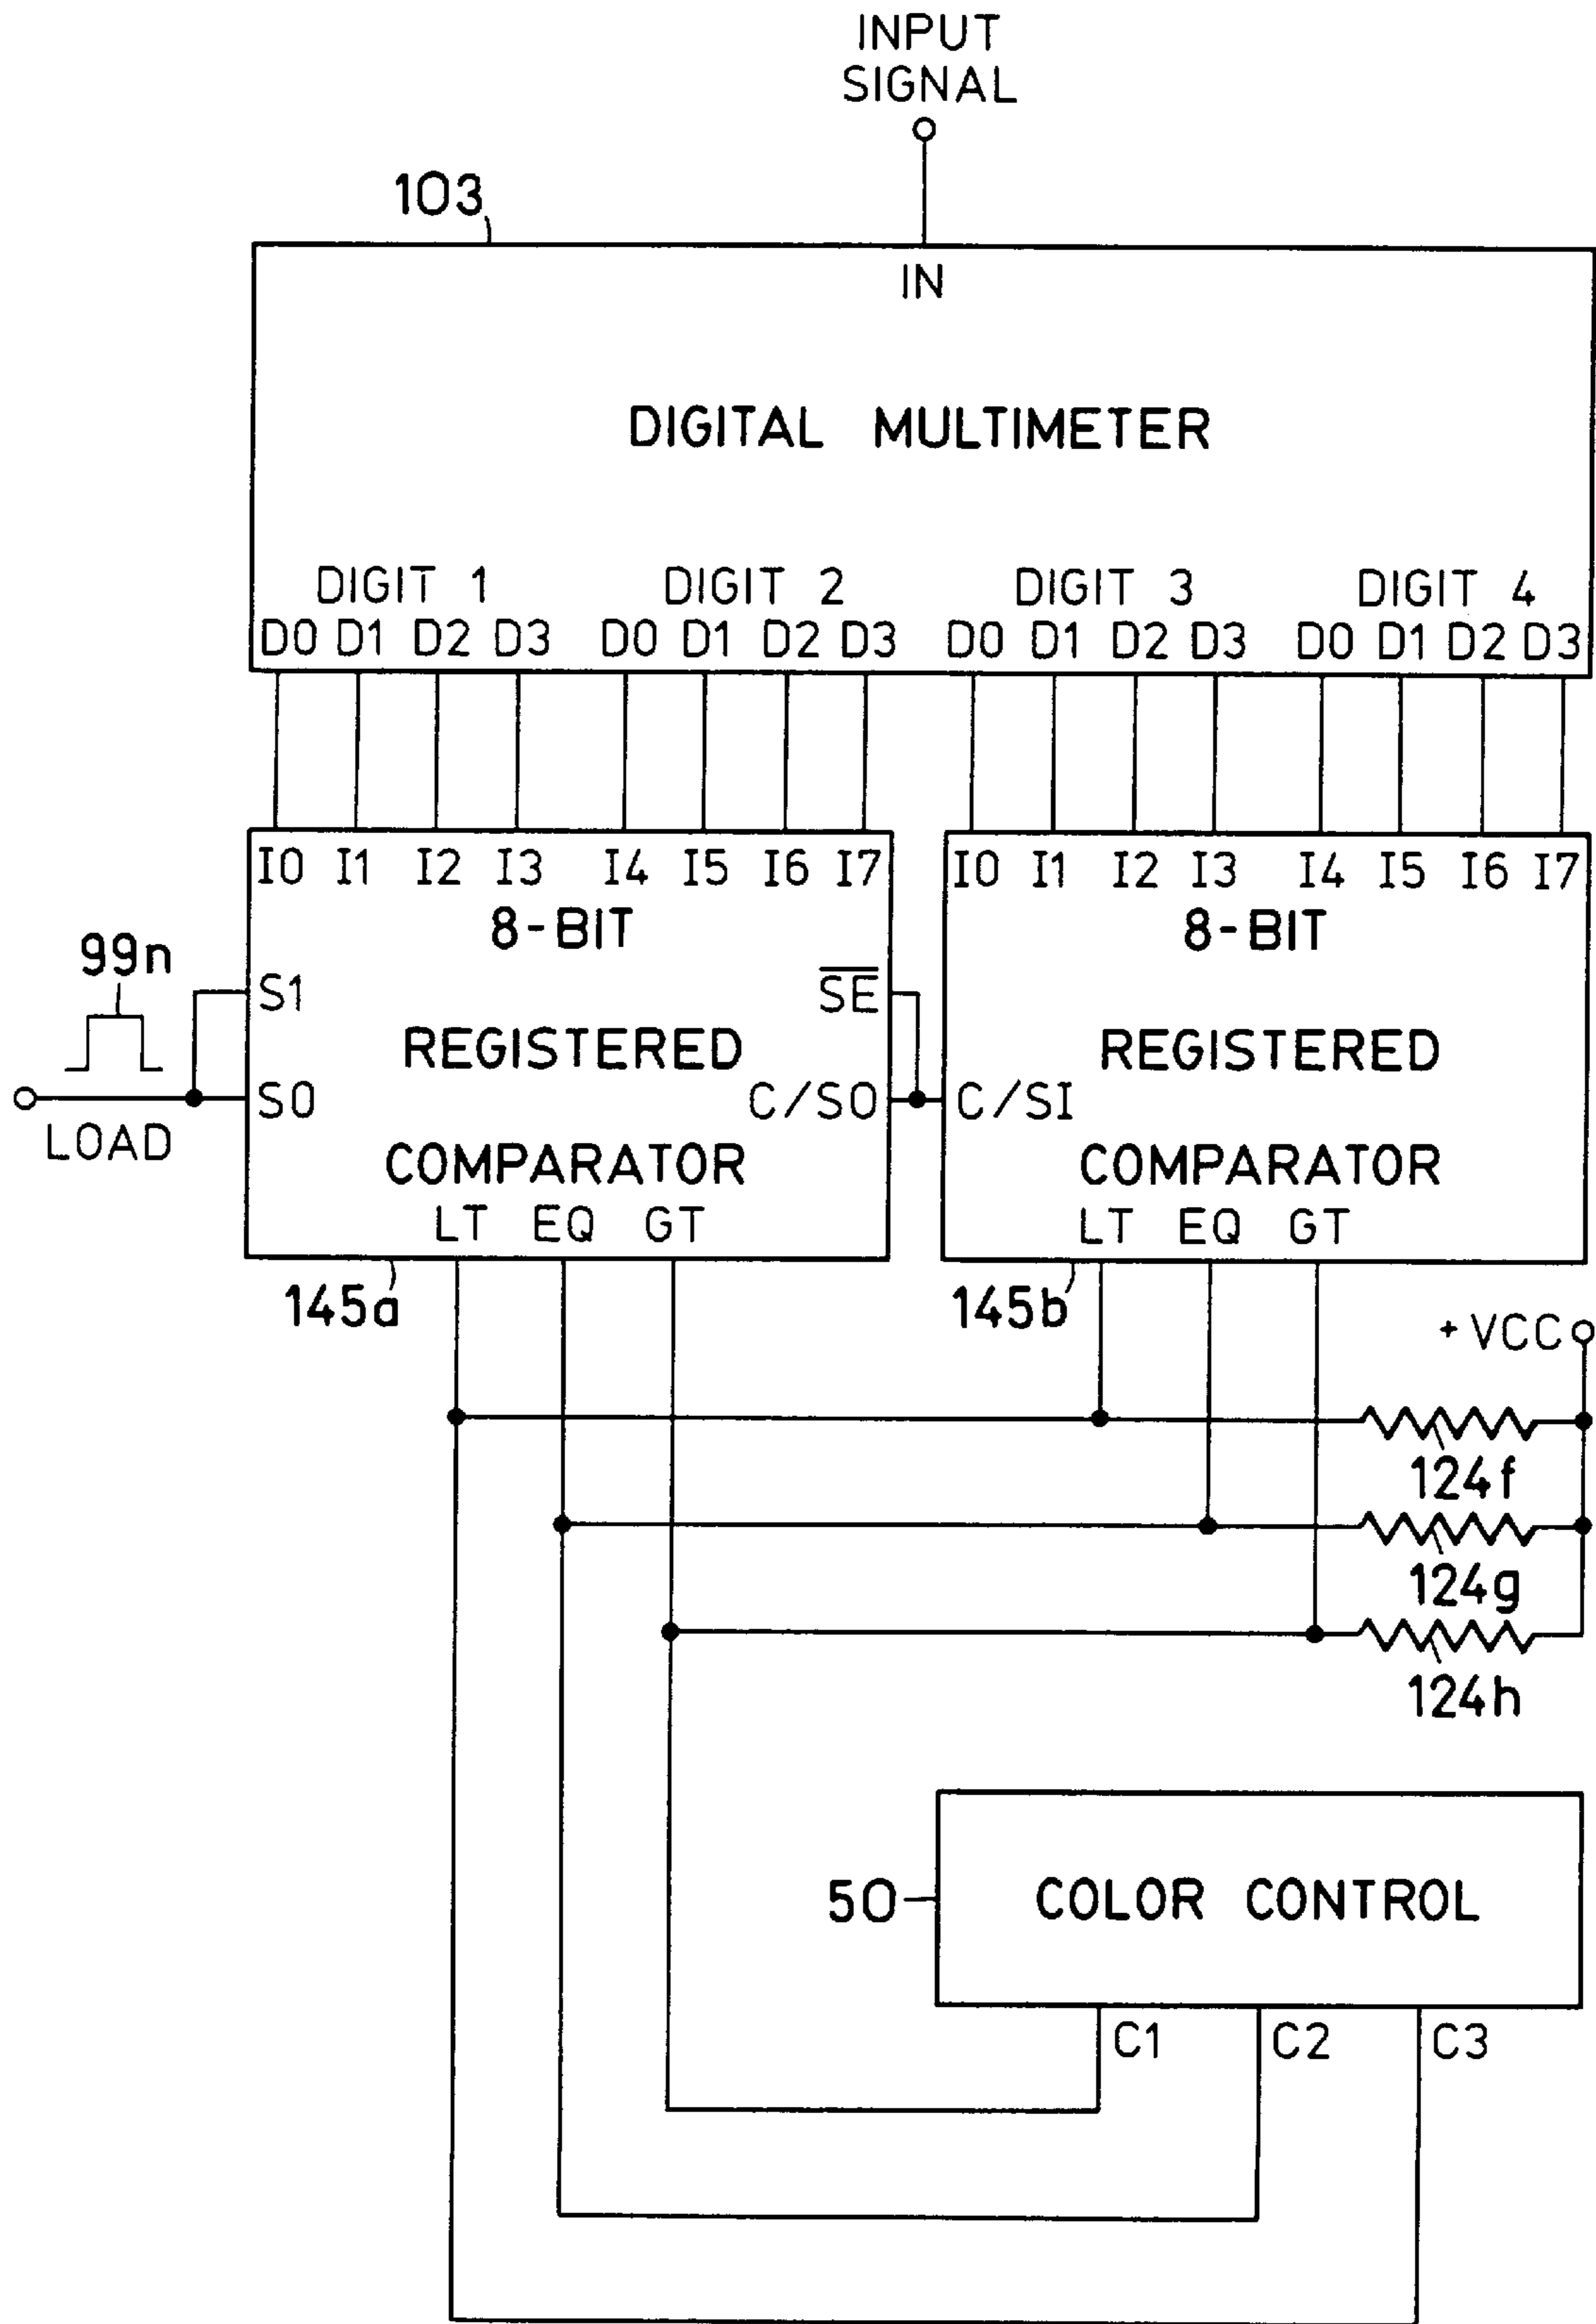 INPUT
SIGNAL
103
IN
DIGITAL MULTIMETER
DIGIT 1 DIGIT 2 DIGIT 3 DIGIT 4
D0 D1 D2 D3 D0 D1 D2 D3 D0 D1 D2 D3 D0 D1 D2 D3
I0 I1 I2 I3 I4 I5 I6 I7 I0 I1 I2 I3 I4 I5 I6 I7
8-BIT 8-BIT
99n
S1 SE
REGISTERED REGISTERED
S0 C/SO C/SI
LOAD
COMPARATOR COMPARATOR
LT EQ GT LT EQ GT
145a 145b
+VCC
124f
124g
124h
50 COLOR CONTROL
C1 C2 C3